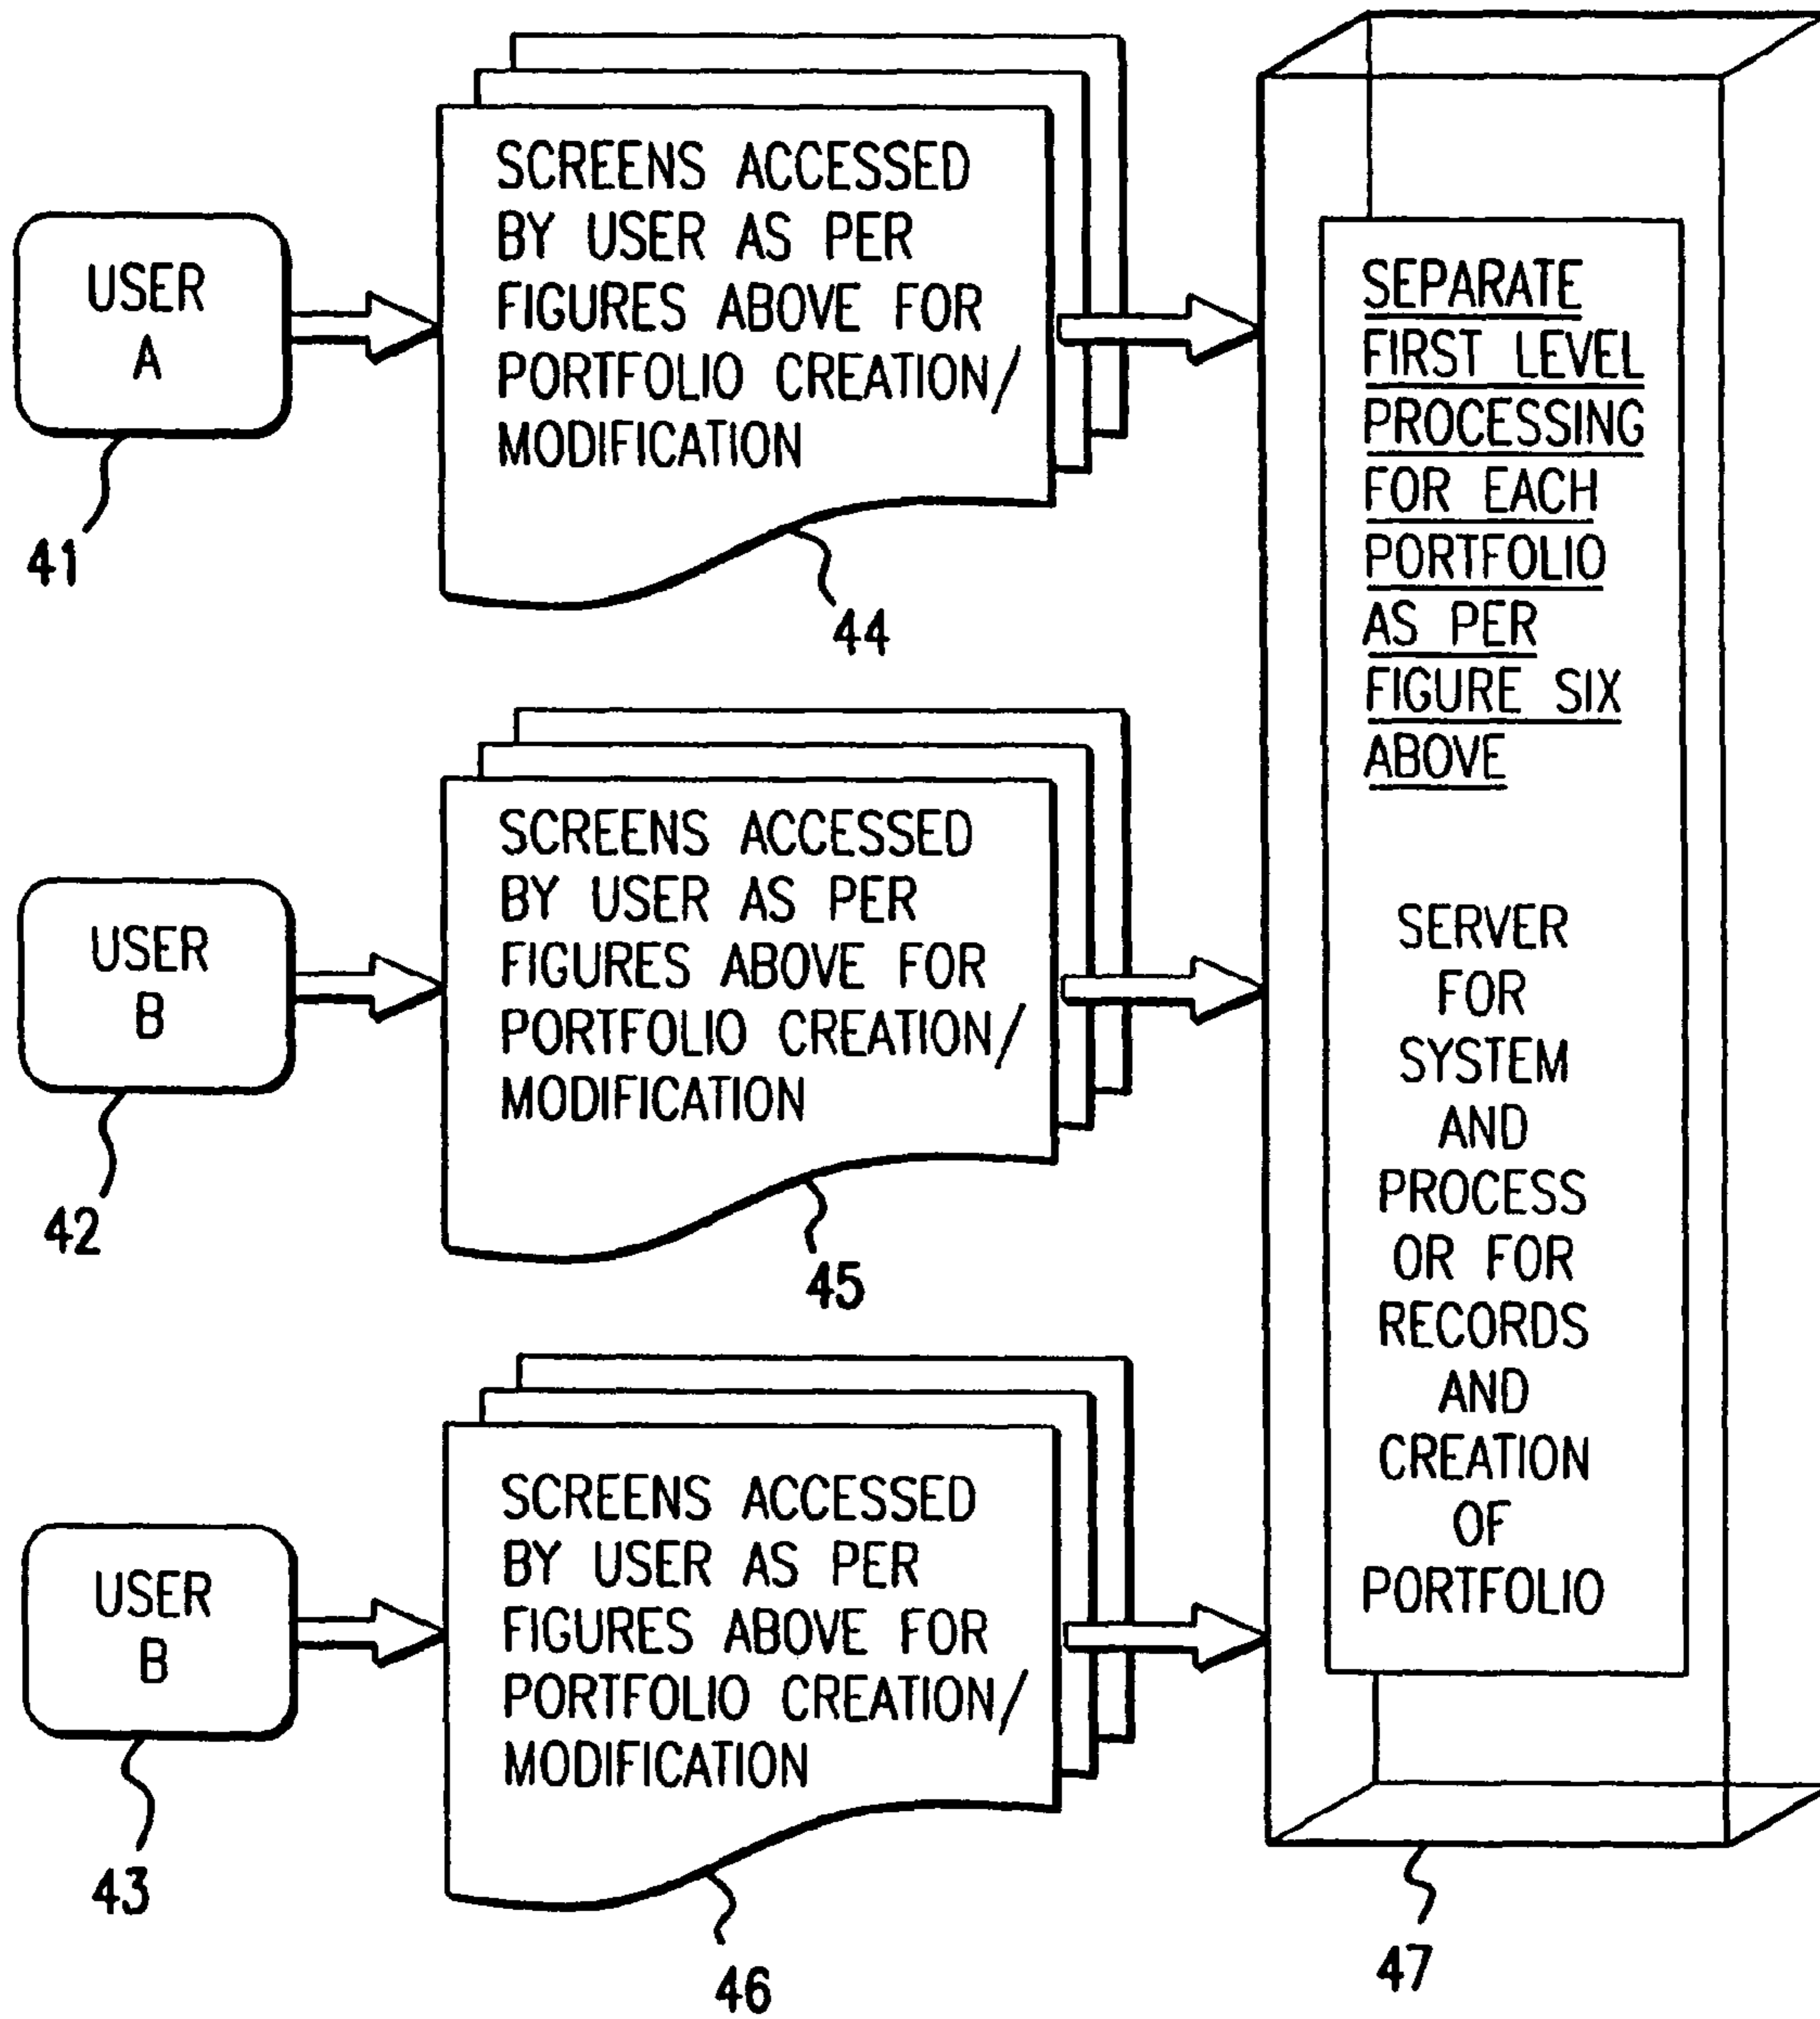 USER
A
41
SCREENS ACCESSED
BY USER AS PER
FIGURES ABOVE FOR
PORTFOLIO CREATION/
MODIFICATION
44
USER
B
42
SCREENS ACCESSED
BY USER AS PER
FIGURES ABOVE FOR
PORTFOLIO CREATION/
MODIFICATION
45
USER
B
43
SCREENS ACCESSED
BY USER AS PER
FIGURES ABOVE FOR
PORTFOLIO CREATION/
MODIFICATION
46
SEPARATE
FIRST LEVEL
PROCESSING
FOR EACH
PORTFOLIO
AS PER
FIGURE SIX
ABOVE
SERVER
FOR
SYSTEM
AND
PROCESS
OR FOR
RECORDS
AND
CREATION
OF
PORTFOLIO
47